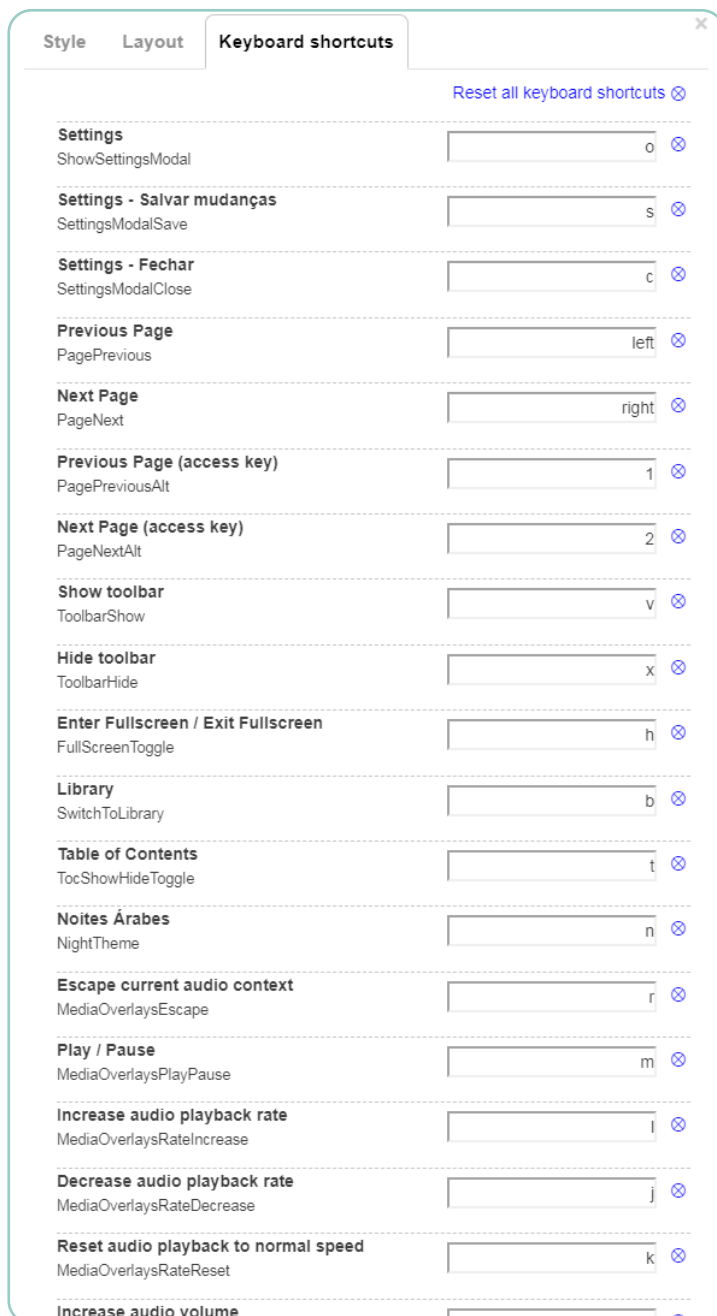 Style Layout Keyboard shortcuts
Reset all keyboard shortcuts
Settings
ShowSettingsModal
o
Settings - Salvar mudanças
SettingsModalSave
s
Settings - Fechar
SettingsModalClose
c
Previous Page
PagePrevious
left
Next Page
PageNext
right
Previous Page (access key)
PagePreviousAlt
1
Next Page (access key)
PageNextAlt
2
Show toolbar
ToolbarShow
v
Hide toolbar
ToolbarHide
x
Enter Fullscreen / Exit Fullscreen
FullScreenToggle
h
Library
SwitchToLibrary
b
Table of Contents
TocShowHideToggle
t
Noites Árabes
NightTheme
n
Escape current audio context
MediaOverlaysEscape
r
Play / Pause
MediaOverlaysPlayPause
m
Increase audio playback rate
MediaOverlaysRateIncrease
l
Decrease audio playback rate
MediaOverlaysRateDecrease
j
Reset audio playback to normal speed
MediaOverlaysRateReset
k
Increase audio volume